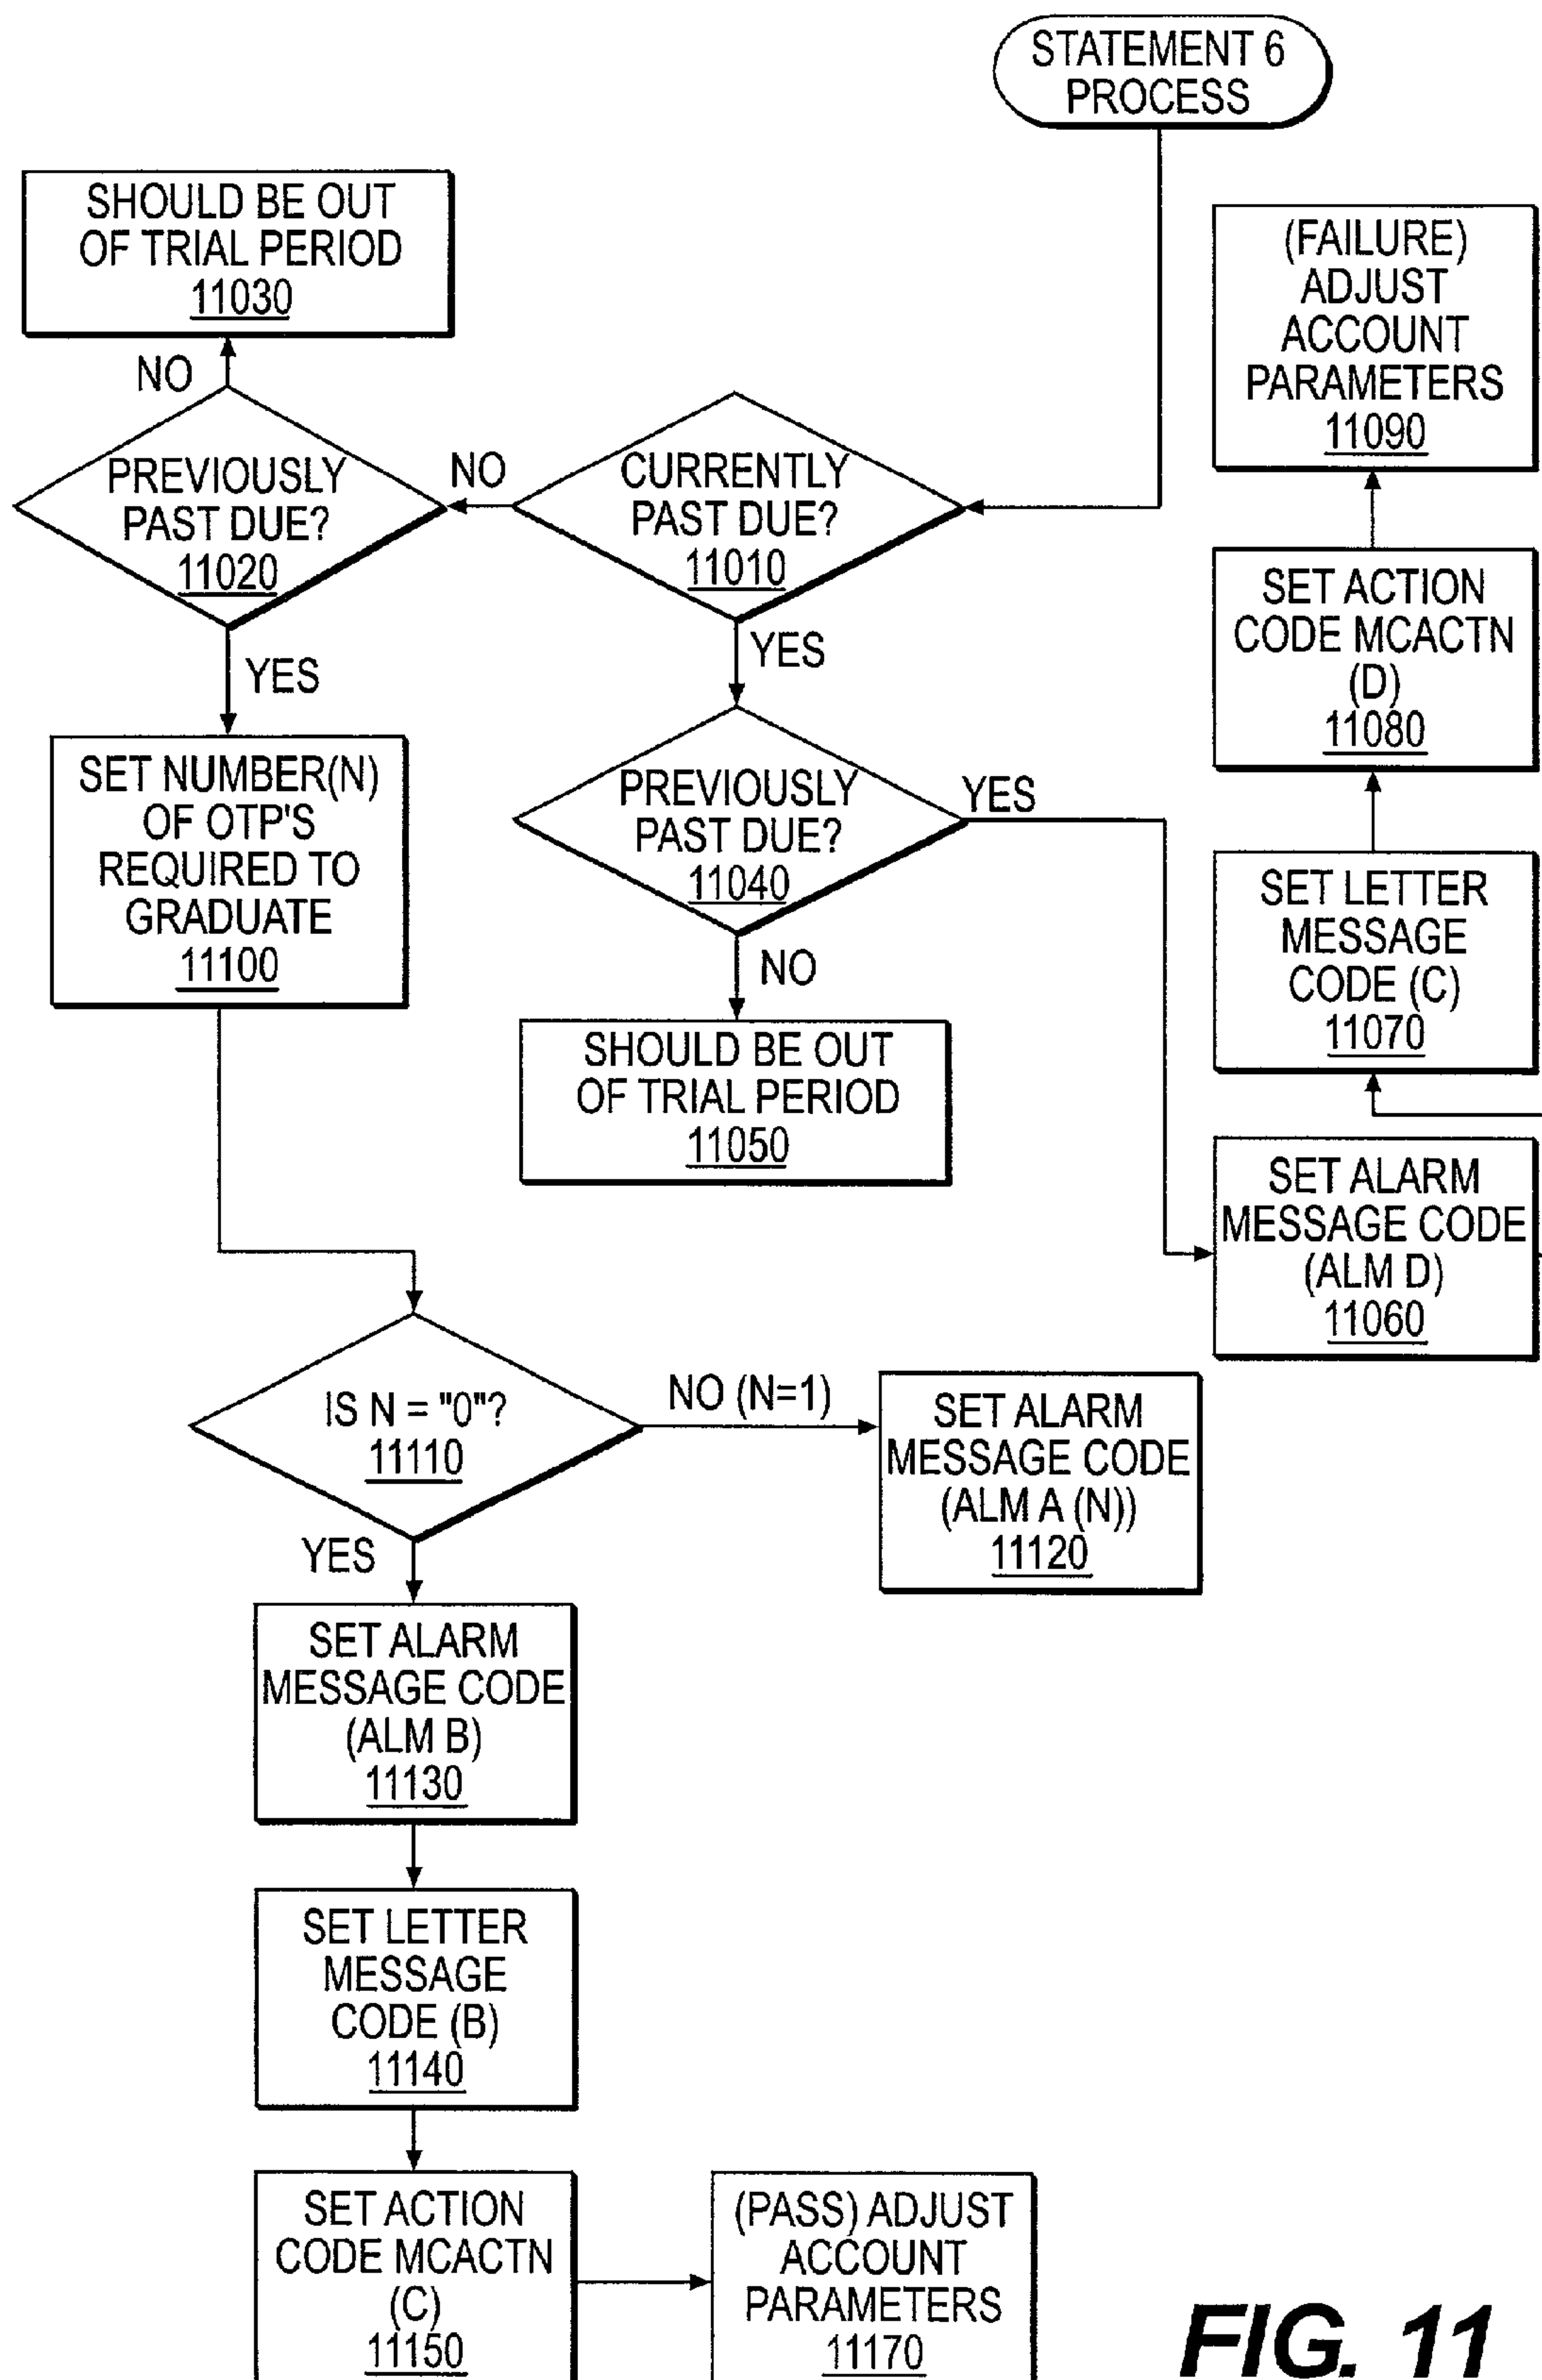 STATEMENT 6
PROCESS
SHOULD BE OUT
OF TRIAL PERIOD
11030
(FAILURE)
ADJUST
ACCOUNT
PARAMETERS
11090
NO
PREVIOUSLY
PAST DUE?
11020
NO
CURRENTLY
PAST DUE?
11010
YES
YES
SET ACTION
CODE MCACTN
(D)
11080
SET NUMBER(N)
OF OTP'S
REQUIRED TO
GRADUATE
11100
PREVIOUSLY
PAST DUE?
11040
YES
NO
SET LETTER
MESSAGE
CODE (C)
11070
SHOULD BE OUT
OF TRIAL PERIOD
11050
SET ALARM
MESSAGE CODE
(ALM D)
11060
IS N = "0"?
11110
NO (N=1)
SET ALARM
MESSAGE CODE
(ALM A (N))
11120
YES
SET ALARM
MESSAGE CODE
(ALM B)
11130
SET LETTER
MESSAGE
CODE (B)
11140
SET ACTION
CODE MCACTN
(C)
11150
(PASS) ADJUST
ACCOUNT
PARAMETERS
11170
FIG. 11